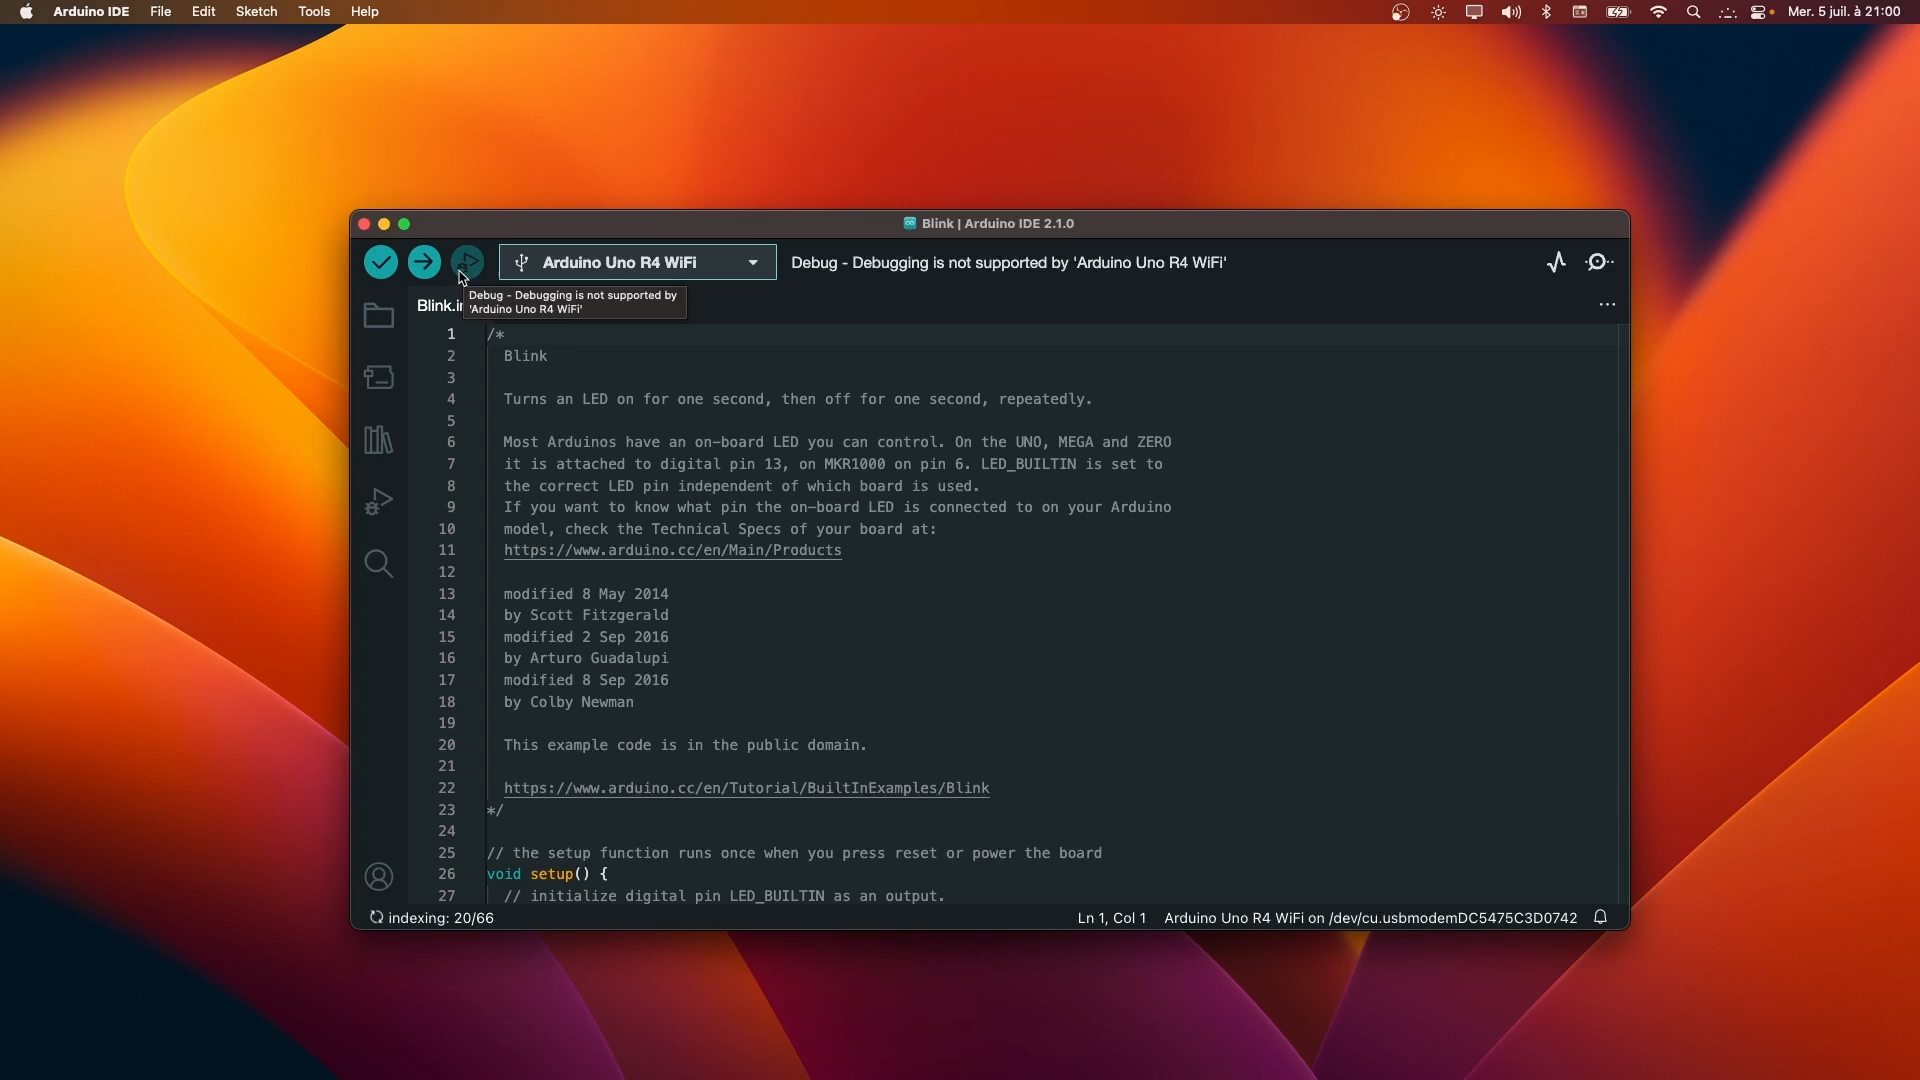 Arduino IDE File Edit Sketch Tools Help Mer. 5 juil. à 21:00
Blink | Arduino IDE 2.1.0
Arduino Uno R4 WiFi Debug - Debugging is not supported by 'Arduino Uno R4 WiFi'
Debug - Debugging is not supported by
'Arduino Uno R4 WiFi'
Blink.in
1 /*
2 Blink
3
4 Turns an LED on for one second, then off for one second, repeatedly.
5
6 Most Arduinos have an on-board LED you can control. On the UNO, MEGA and ZERO
7 it is attached to digital pin 13, on MKR1000 on pin 6. LED_BUILTIN is set to
8 the correct LED pin independent of which board is used.
9 If you want to know what pin the on-board LED is connected to on your Arduino
10 model, check the Technical Specs of your board at:
11 https://www.arduino.cc/en/Main/Products
12
13 modified 8 May 2014
14 by Scott Fitzgerald
15 modified 2 Sep 2016
16 by Arturo Guadalupi
17 modified 8 Sep 2016
18 by Colby Newman
19
20 This example code is in the public domain.
21
22 https://www.arduino.cc/en/Tutorial/BuiltInExamples/Blink
23 */
24
25 // the setup function runs once when you press reset or power the board
26 void setup() {
27 // initialize digital pin LED_BUILTIN as an output.
indexing: 20/66 Ln 1, Col 1 Arduino Uno R4 WiFi on /dev/cu.usbmodemDC5475C3D0742